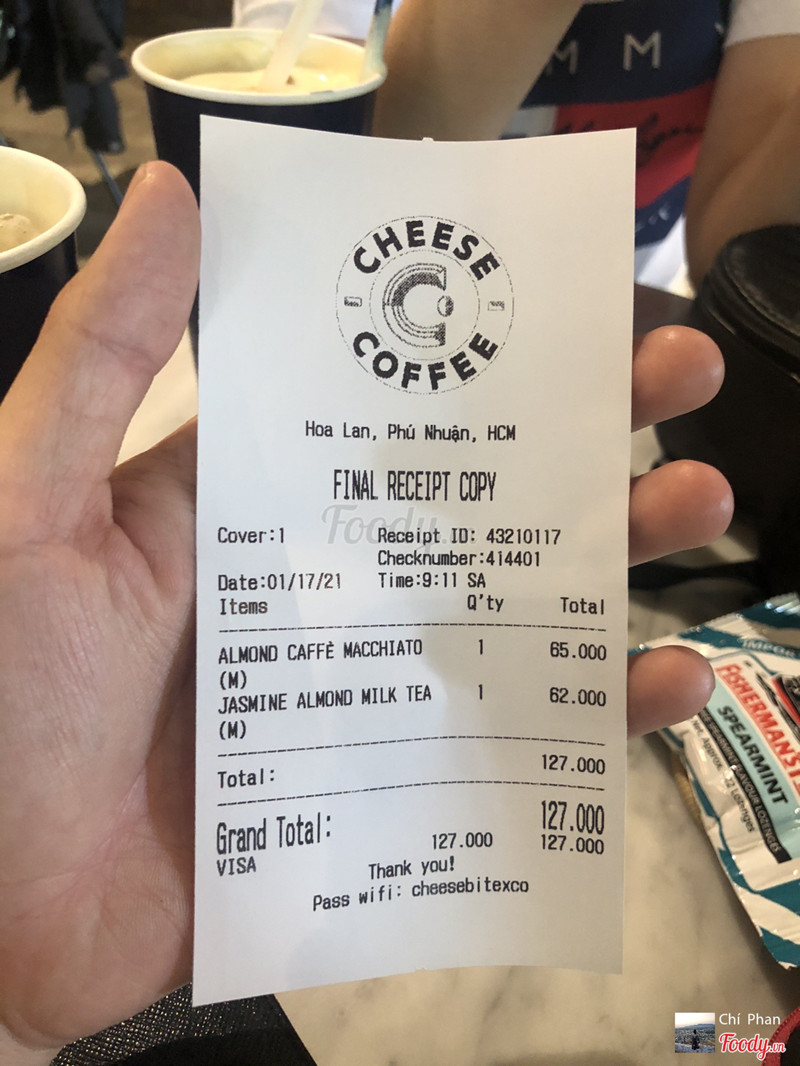 MMY
CHEESE
COFFEE
Hoa Lan, Phú Nhuận, HCM
FINAL RECEIPT COPY
Foody.vn
Cover:1 Receipt ID: 43210117
Checknumber:414401
Date:01/17/21 Time:9:11 SA
Items Q'ty Total
ALMOND CAFFÈ MACCHIATO 1 65.000
(M)
JASMINE ALMOND MILK TEA 1 62.000
(M)
Total: 127.000
Grand Total: 127.000
VISA 127.000 127.000
Thank you!
Pass wifi: cheesebitexco
FISHERMAN'S
SPEARMINT
Chí Phan
Foody.vn